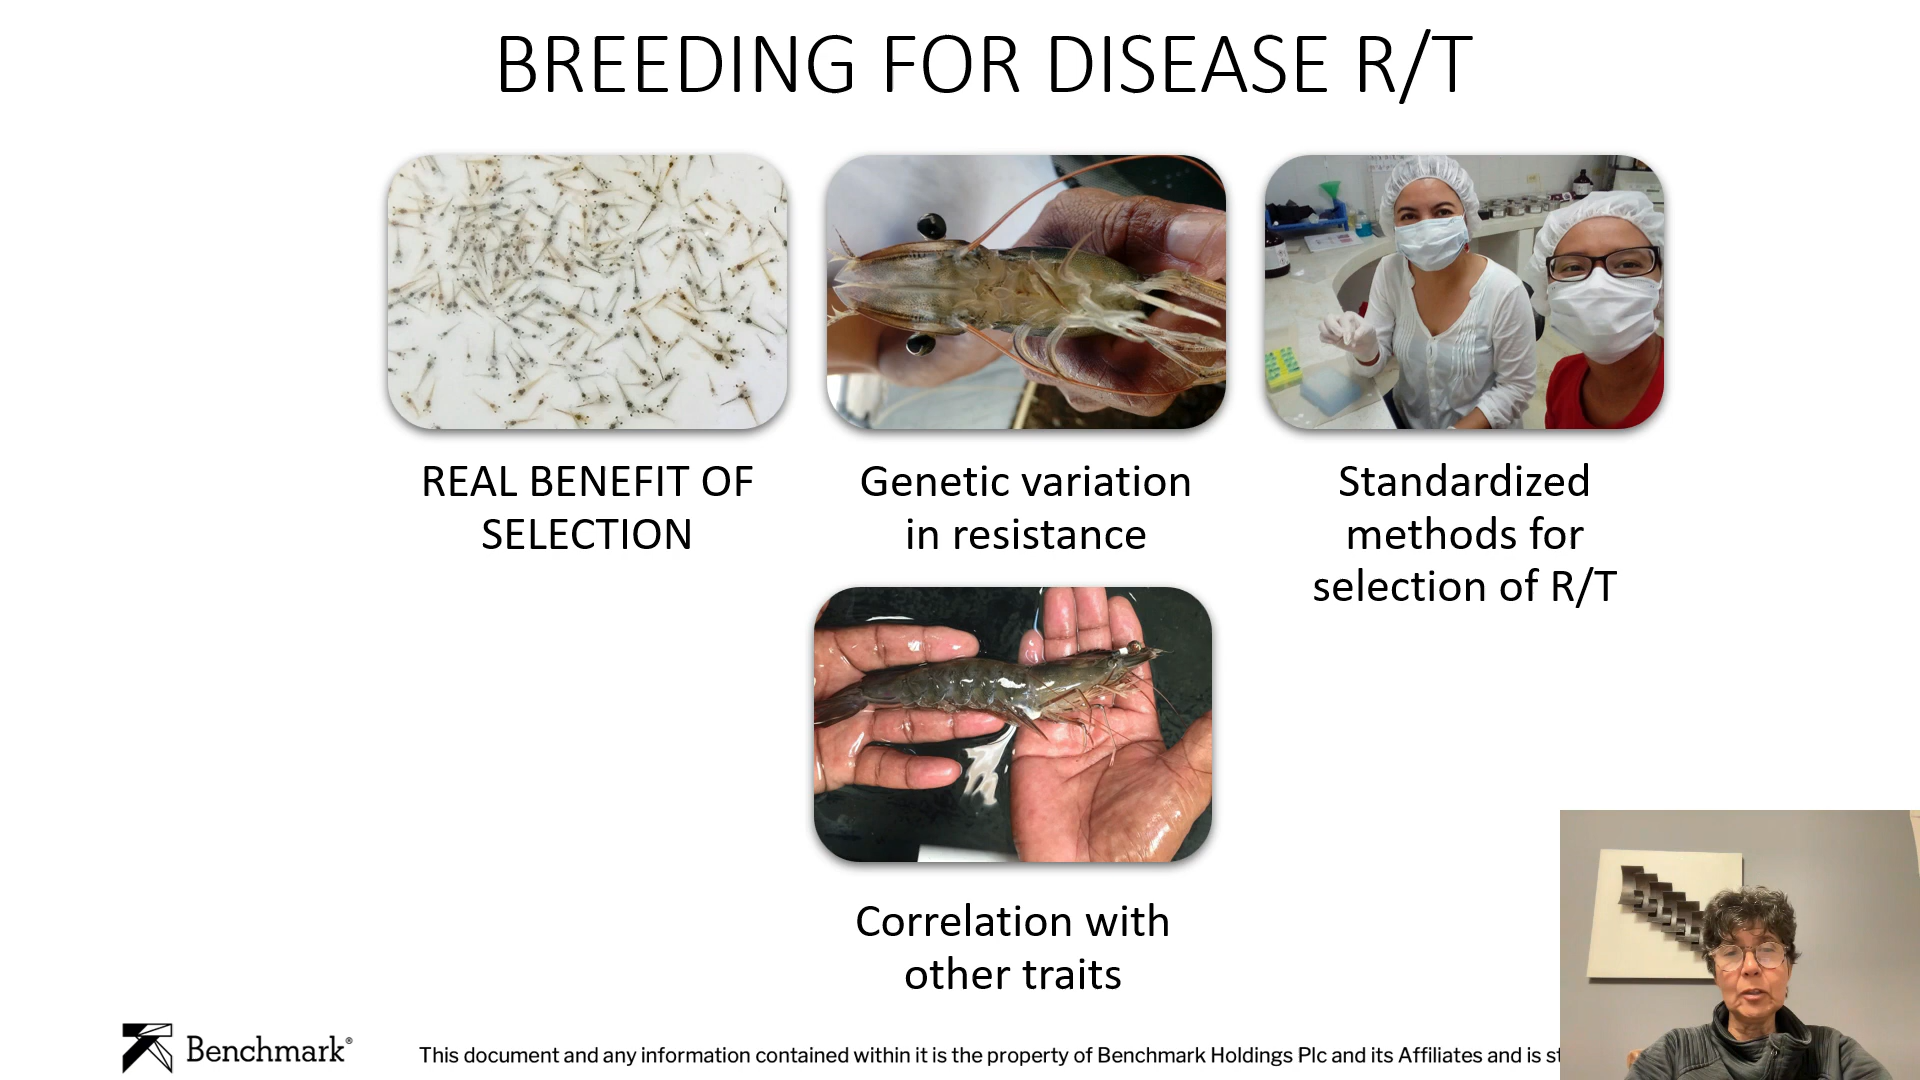 BREEDING FOR DISEASE R/T
REAL BENEFIT OF
SELECTION
Genetic variation
in resistance
Standardized
methods for
selection of R/T
Correlation with
other traits
Benchmark®
This document and any information contained within it is the property of Benchmark Holdings Plc and its Affiliates and is